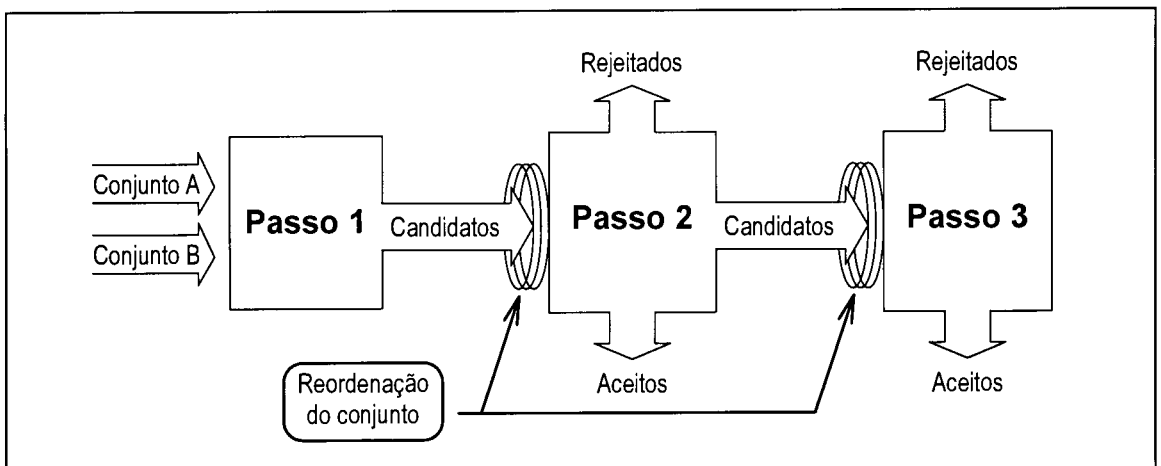 Rejeitados
Rejeitados
Conjunto A
Conjunto B
Passo 1
Candidatos
Passo 2
Candidatos
Passo 3
Aceitos
Aceitos
Reordenação
do conjunto